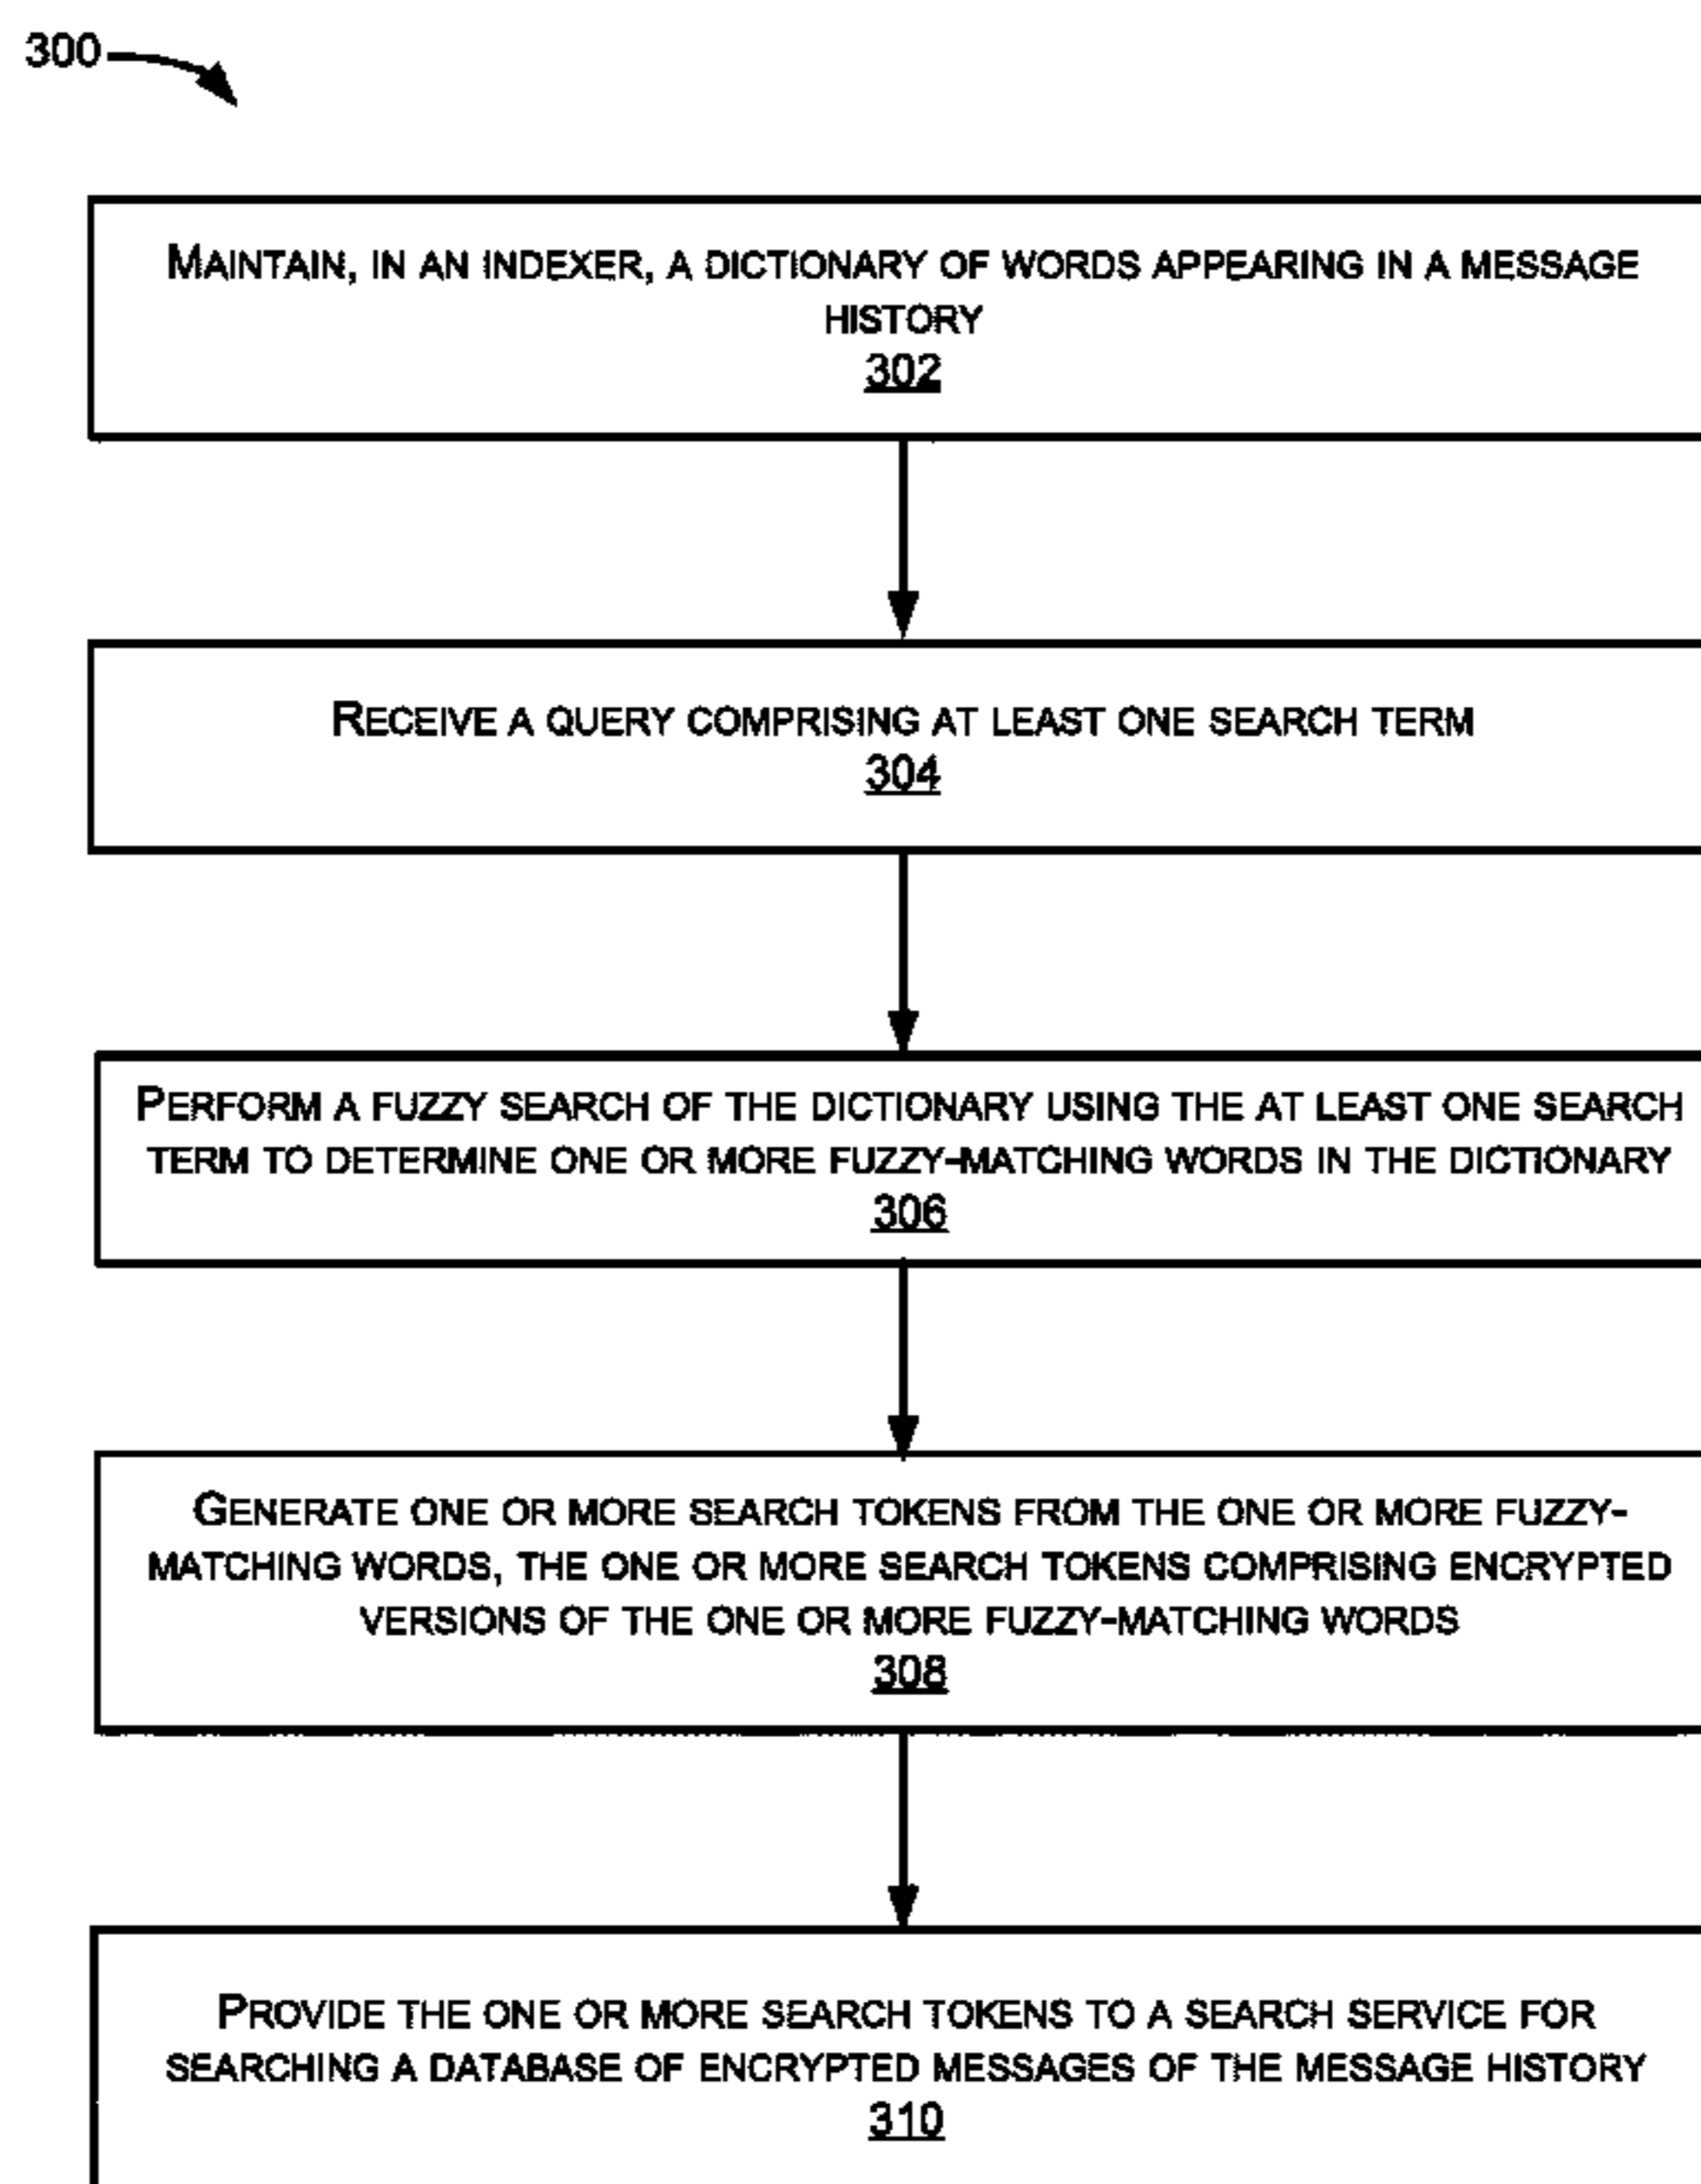 300
MAINTAIN, IN AN INDEXER, A DICTIONARY OF WORDS APPEARING IN A MESSAGE
HISTORY
302
RECEIVE A QUERY COMPRISING AT LEAST ONE SEARCH TERM
304
PERFORM A FUZZY SEARCH OF THE DICTIONARY USING THE AT LEAST ONE SEARCH
TERM TO DETERMINE ONE OR MORE FUZZY-MATCHING WORDS IN THE DICTIONARY
306
GENERATE ONE OR MORE SEARCH TOKENS FROM THE ONE OR MORE FUZZY-
MATCHING WORDS, THE ONE OR MORE SEARCH TOKENS COMPRISING ENCRYPTED
VERSIONS OF THE ONE OR MORE FUZZY-MATCHING WORDS
308
PROVIDE THE ONE OR MORE SEARCH TOKENS TO A SEARCH SERVICE FOR
SEARCHING A DATABASE OF ENCRYPTED MESSAGES OF THE MESSAGE HISTORY
310